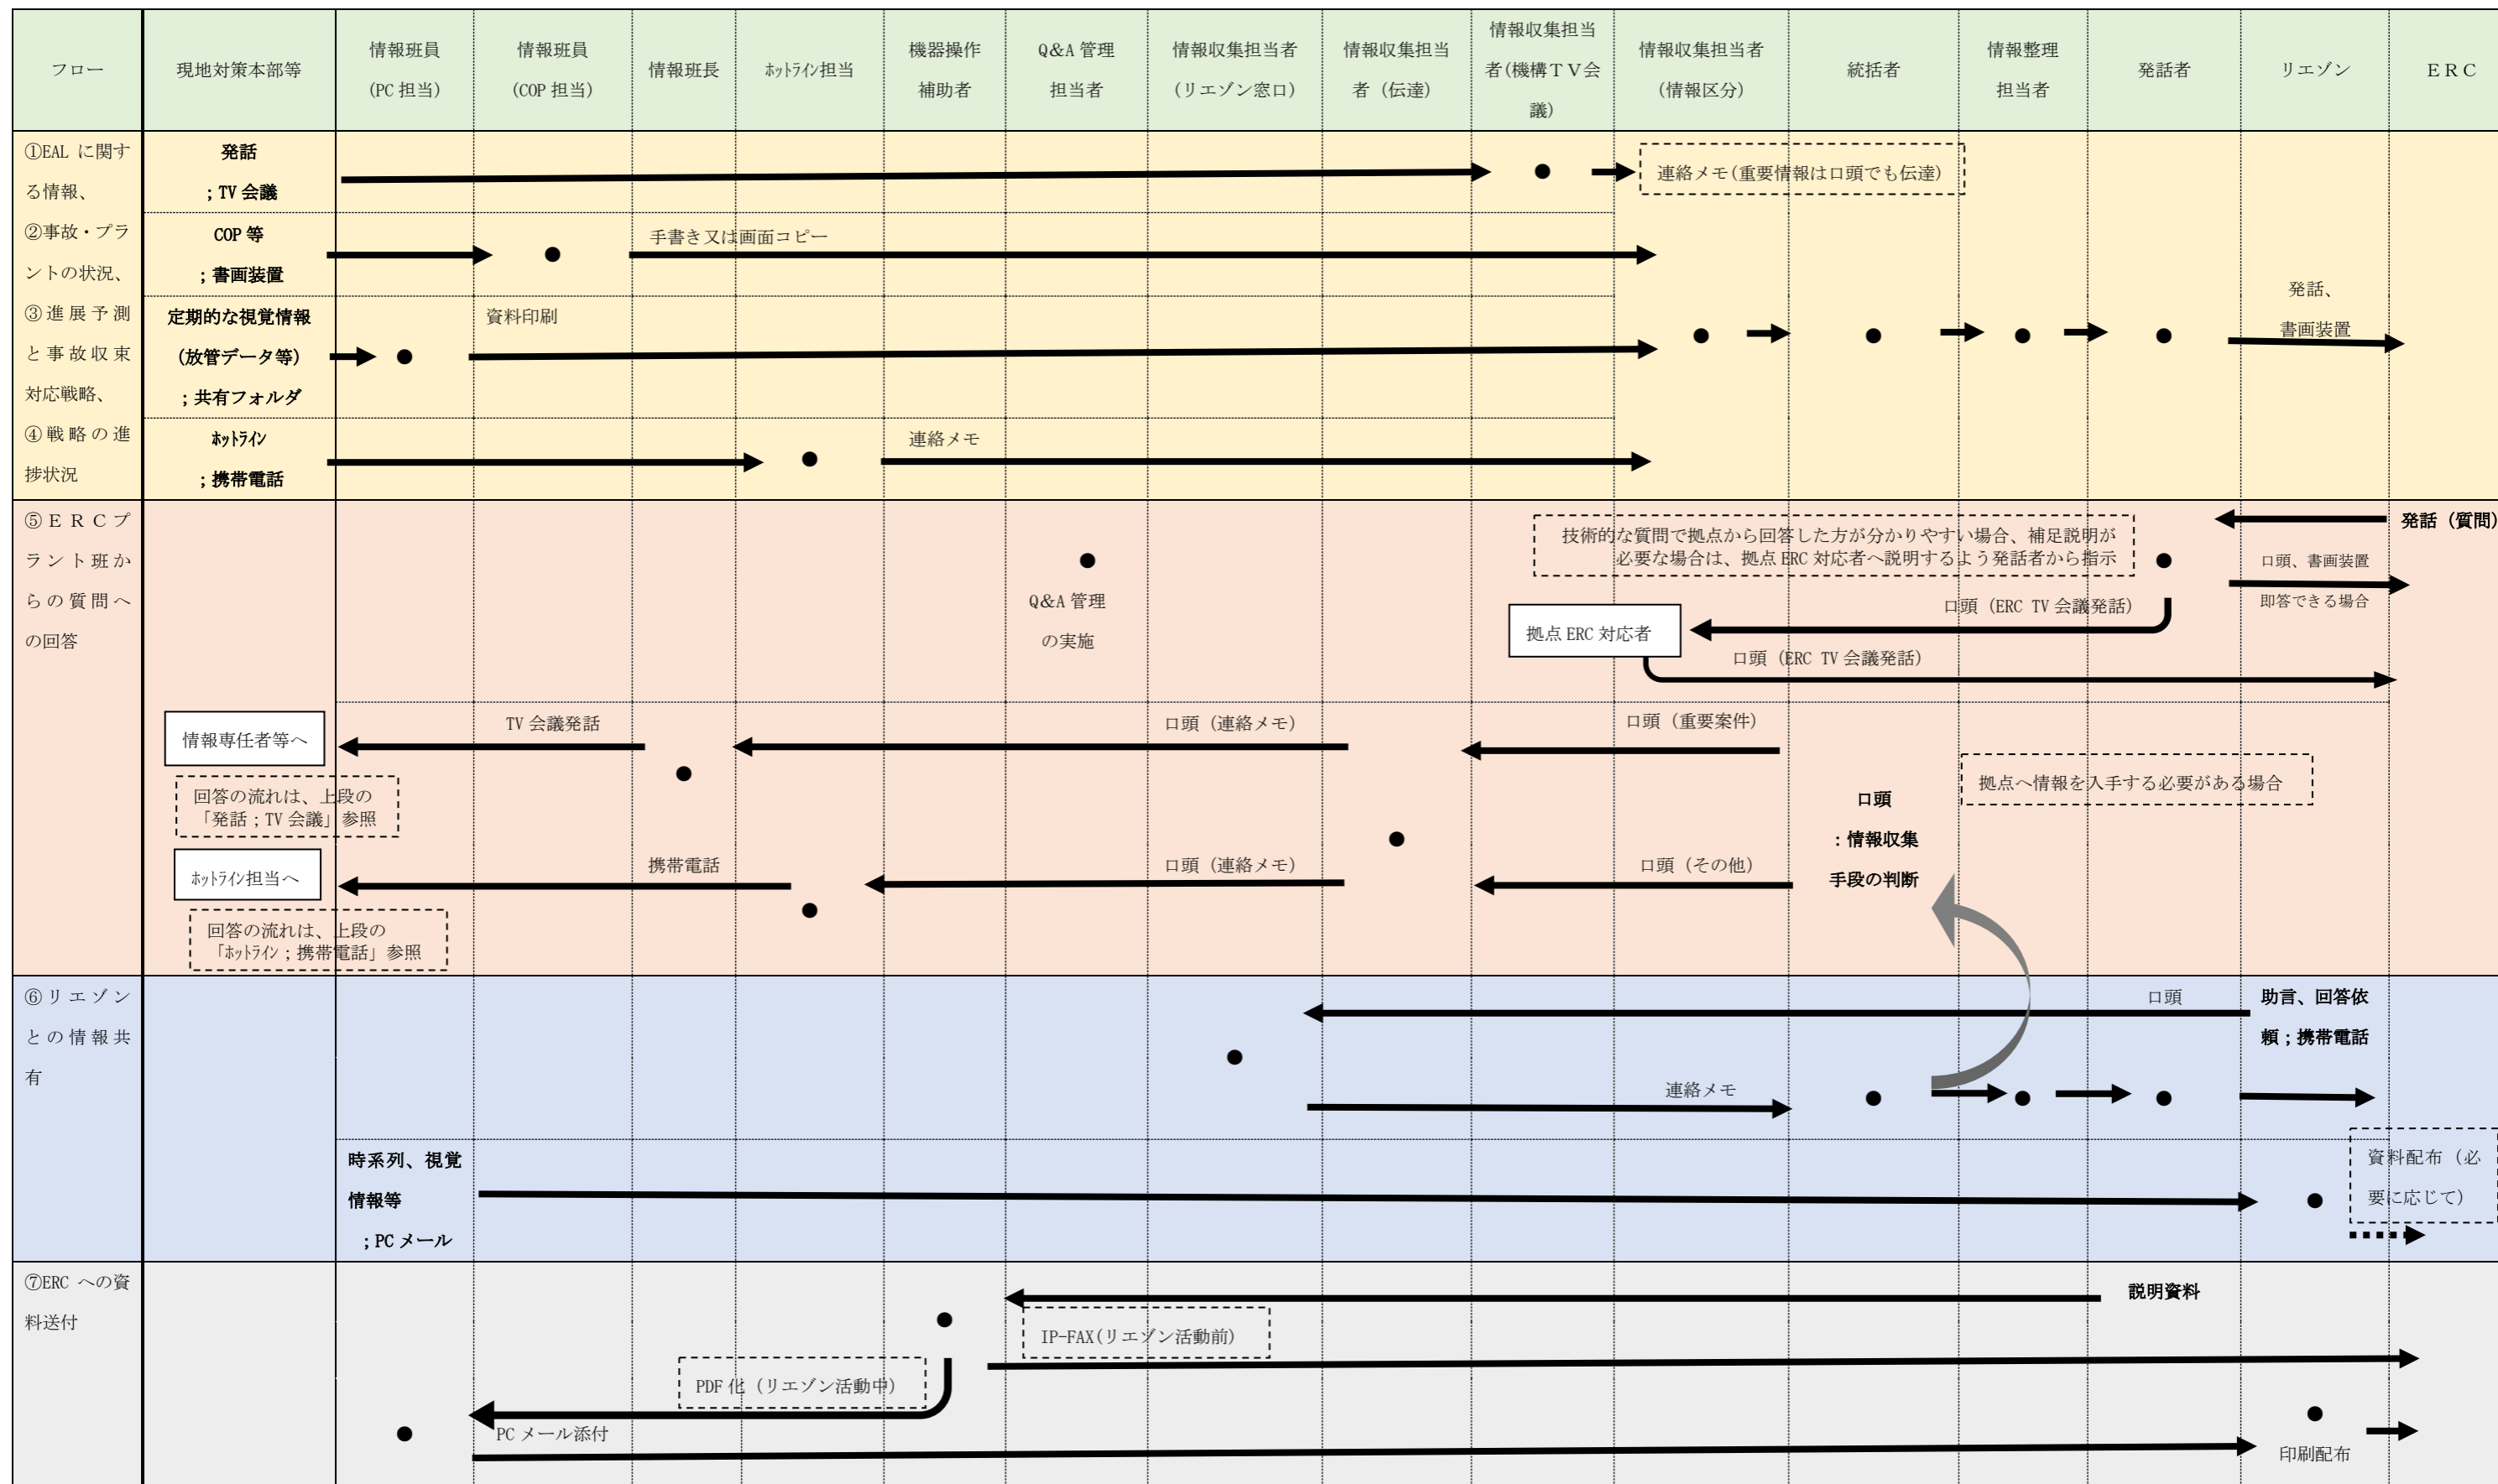 フロー
現地対策本部等
情報班員
(PC 担当)
情報班員
(COP 担当)
情報班長
ﾎｯﾄﾗｲﾝ担当
機器操作
補助者
Q＆A 管理
担当者
情報収集担当者
(リエゾン窓口)
情報収集担当
者（伝達）
情報収集担当
者(機構ＴＶ会
議)
情報収集担当者
(情報区分)
統括者
情報整理
担当者
発話者
リエゾン
ＥＲＣ
①EAL に関す
る情報、
②事故・プラ
ントの状況、
③進展予測
と事故収束
対応戦略、
④戦略の進
捗状況
発話
；TV 会議
連絡メモ(重要情報は口頭でも伝達)
COP 等
；書画装置
手書き又は画面コピー
定期的な視覚情報
(放管データ等)
；共有フォルダ
資料印刷
発話、
書画装置
ﾎｯﾄﾗｲﾝ
；携帯電話
連絡メモ
⑤ＥＲＣプ
ラント班か
らの質問へ
の回答
技術的な質問で拠点から回答した方が分かりやすい場合、補足説明が
必要な場合は、拠点 ERC 対応者へ説明するよう発話者から指示
発話（質問）
口頭、書画装置
即答できる場合
Q＆A 管理
の実施
口頭（ERC TV 会議発話）
拠点 ERC 対応者
口頭（ERC TV 会議発話）
情報専任者等へ
TV 会議発話
口頭（連絡メモ）
口頭（重要案件）
回答の流れは、上段の
「発話；TV 会議」参照
拠点へ情報を入手する必要がある場合
口頭
：情報収集
手段の判断
ﾎｯﾄﾗｲﾝ担当へ
携帯電話
口頭（連絡メモ）
口頭（その他）
回答の流れは、上段の
「ﾎｯﾄﾗｲﾝ；携帯電話」参照
⑥リエゾン
との情報共
有
口頭
助言、回答依
頼；携帯電話
連絡メモ
時系列、視覚
情報等
；PC メール
資料配布（必
要に応じて）
⑦ERC への資
料送付
説明資料
IP-FAX(リエゾン活動前)
PDF 化（リエゾン活動中）
PC メール添付
印刷配布